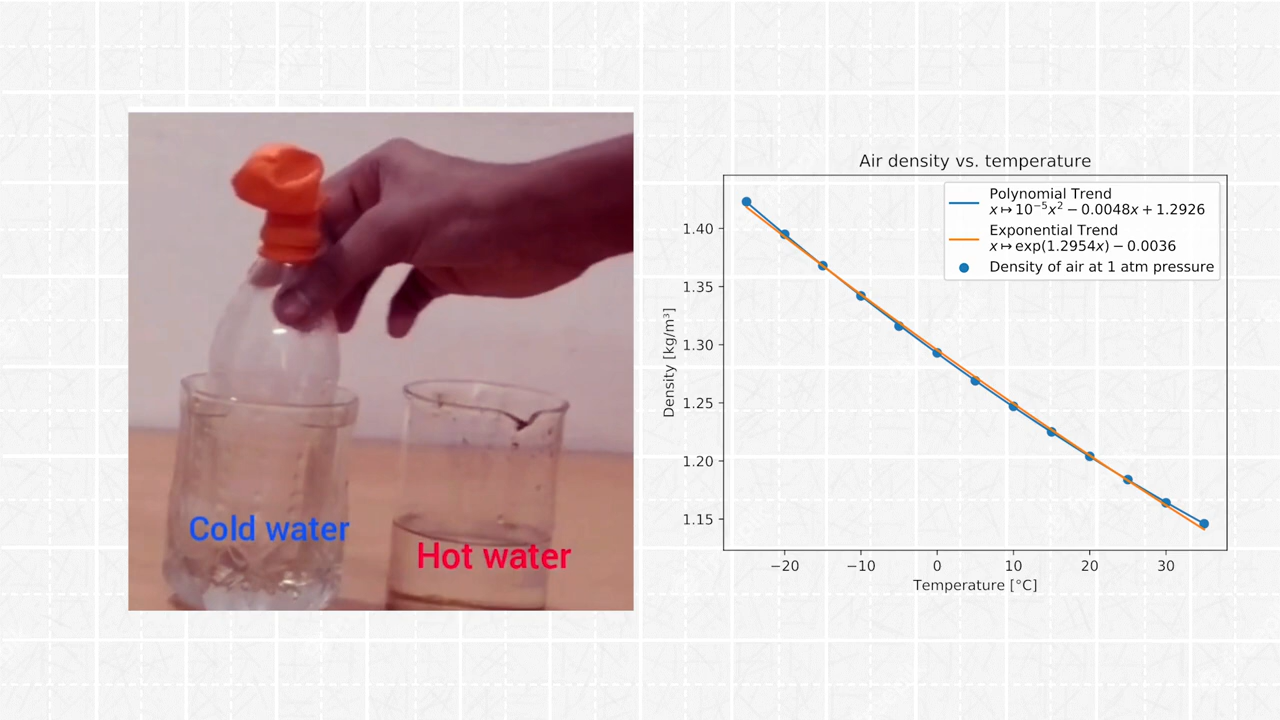 Cold water
Hot water
Air density vs. temperature
Polynomial Trend
x ↦ 10⁻⁵x² − 0.0048x + 1.2926
Exponential Trend
x ↦ exp(1.2954x) − 0.0036
Density of air at 1 atm pressure
Density [kg/m³]
1.40
1.35
1.30
1.25
1.20
1.15
−20 −10 0 10 20 30
Temperature [°C]